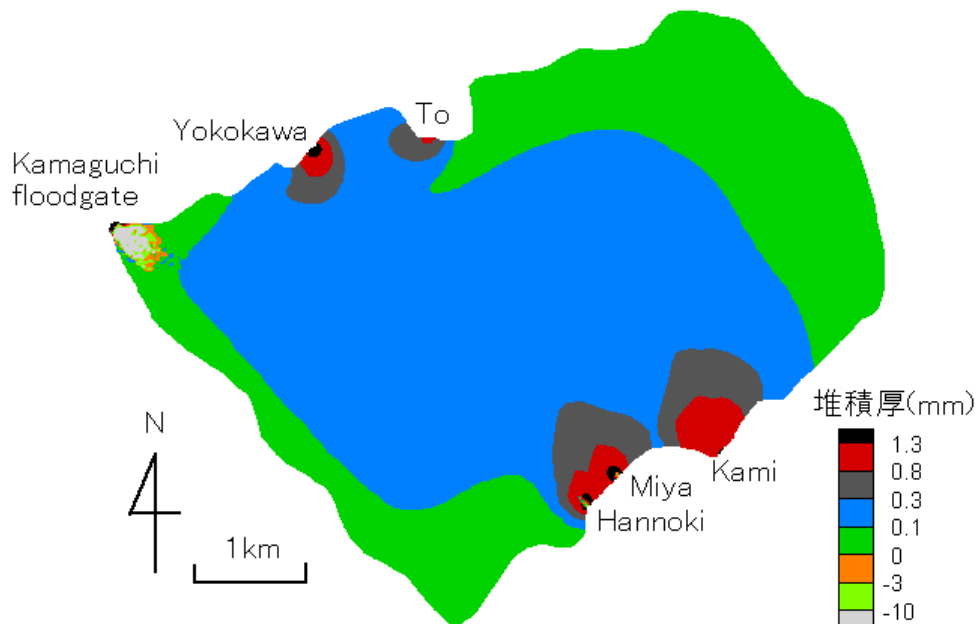 To
Yokokawa
Kamaguchi
floodgate
堆積厚(mm)
1.3
0.8
0.3
0.1
0
-3
-10
N
Kami
Miya
Hannoki
1km